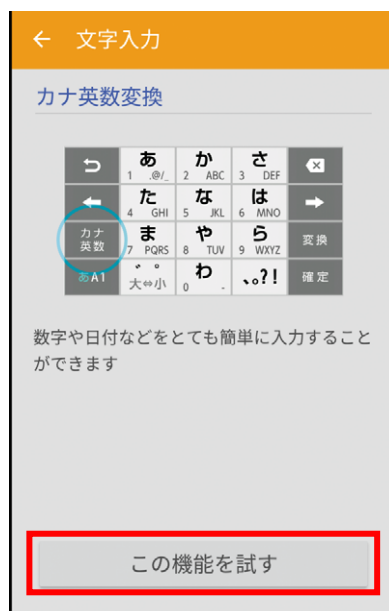 ← 文字入力
カナ英数変換
あ か さ
1 .@/_ 2 ABC 3 DEF
← た な は →
4 GHI 5 JKL 6 MNO
カナ英数 ま や ら 変換
7 PQRS 8 TUV 9 WXYZ
あA1 ゛゜大⇔小 わ 、。?! 確定
0 -
数字や日付などをとても簡単に入力すること
ができます
この機能を試す